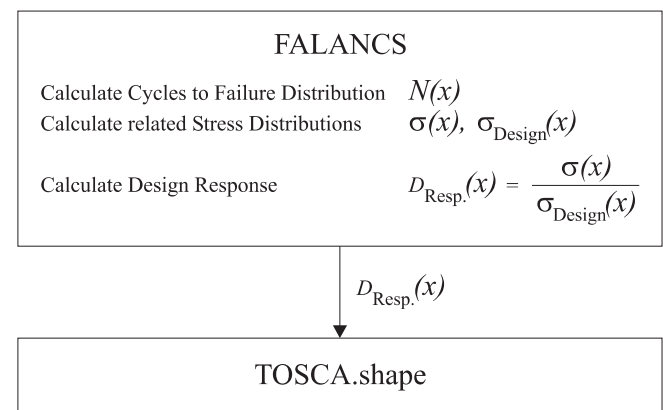 FALANCS
Calculate Cycles to Failure Distribution N(x)
Calculate related Stress Distributions σ(x), σ_Design(x)
Calculate Design Response D_Resp.(x) = σ(x) / σ_Design(x)
D_Resp.(x)
TOSCA.shape